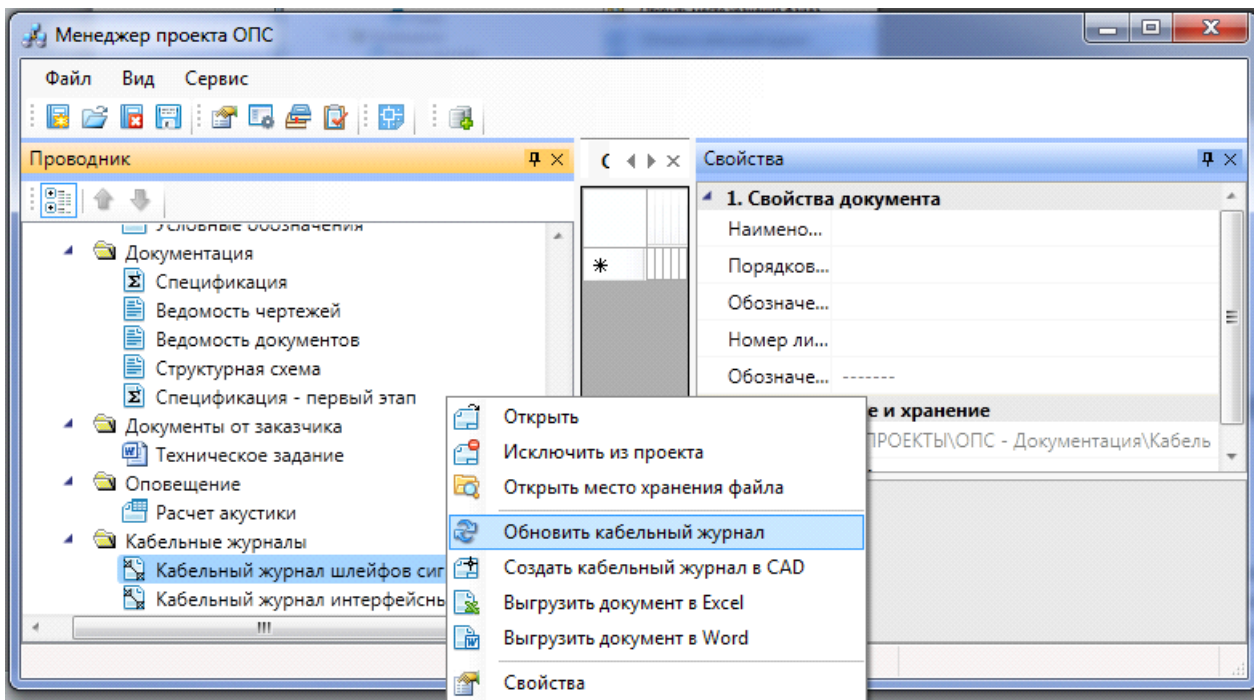 Менеджер проекта ОПС
Файл Вид Сервис
Проводник
С
Свойства
1. Свойства документа
Наимено...
Порядков...
Обозначе...
Номер ли...
Обозначе... -------
е и хранение
ПРОЕКТЫ\ОПС - Документация\Кабель
Условные обозначения
Документация
Спецификация
Ведомость чертежей
Ведомость документов
Структурная схема
Спецификация - первый этап
Документы от заказчика
Техническое задание
Оповещение
Расчет акустики
Кабельные журналы
Кабельный журнал шлейфов сиг
Кабельный журнал интерфейсны
Открыть
Исключить из проекта
Открыть место хранения файла
Обновить кабельный журнал
Создать кабельный журнал в CAD
Выгрузить документ в Excel
Выгрузить документ в Word
Свойства